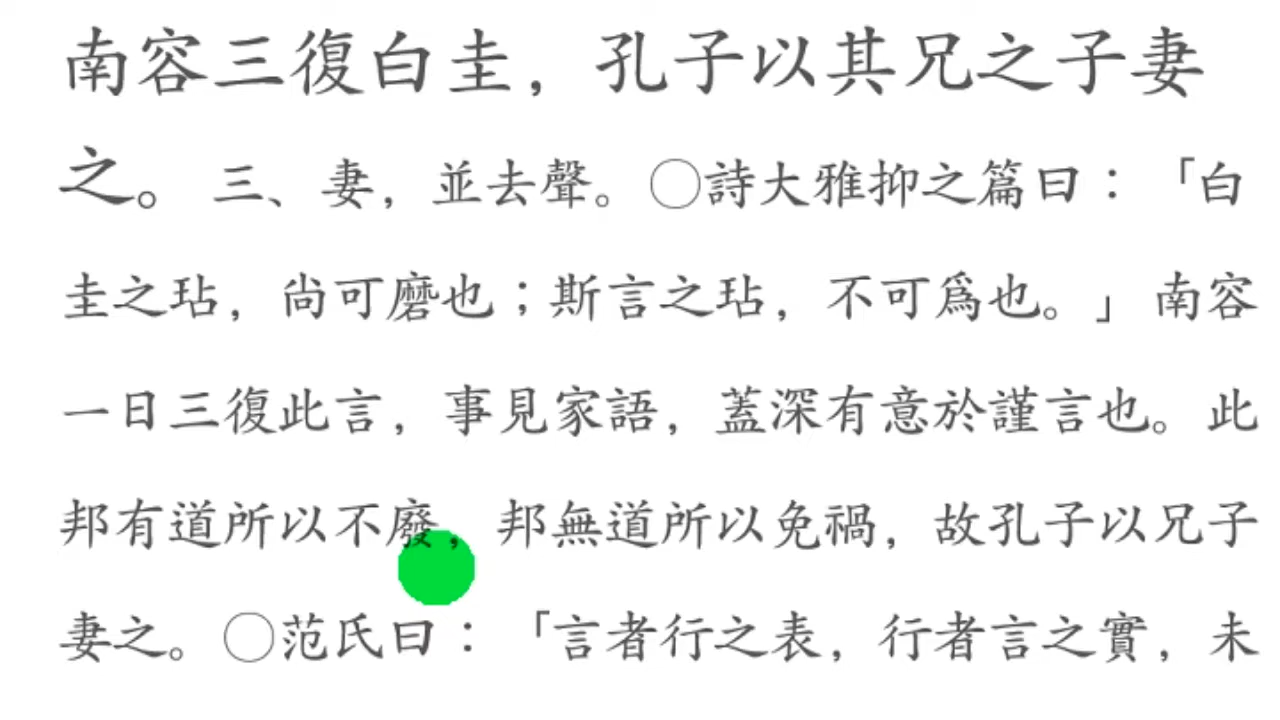 南容三復白圭，孔子以其兄之子妻
之。三、妻，並去聲。◯詩大雅抑之篇曰：「白
圭之玷，尚可磨也；斯言之玷，不可爲也。」南容
一日三復此言，事見家語，蓋深有意於謹言也。此
邦有道所以不廢，邦無道所以免禍，故孔子以兄子
妻之。◯范氏曰：「言者行之表，行者言之實，未